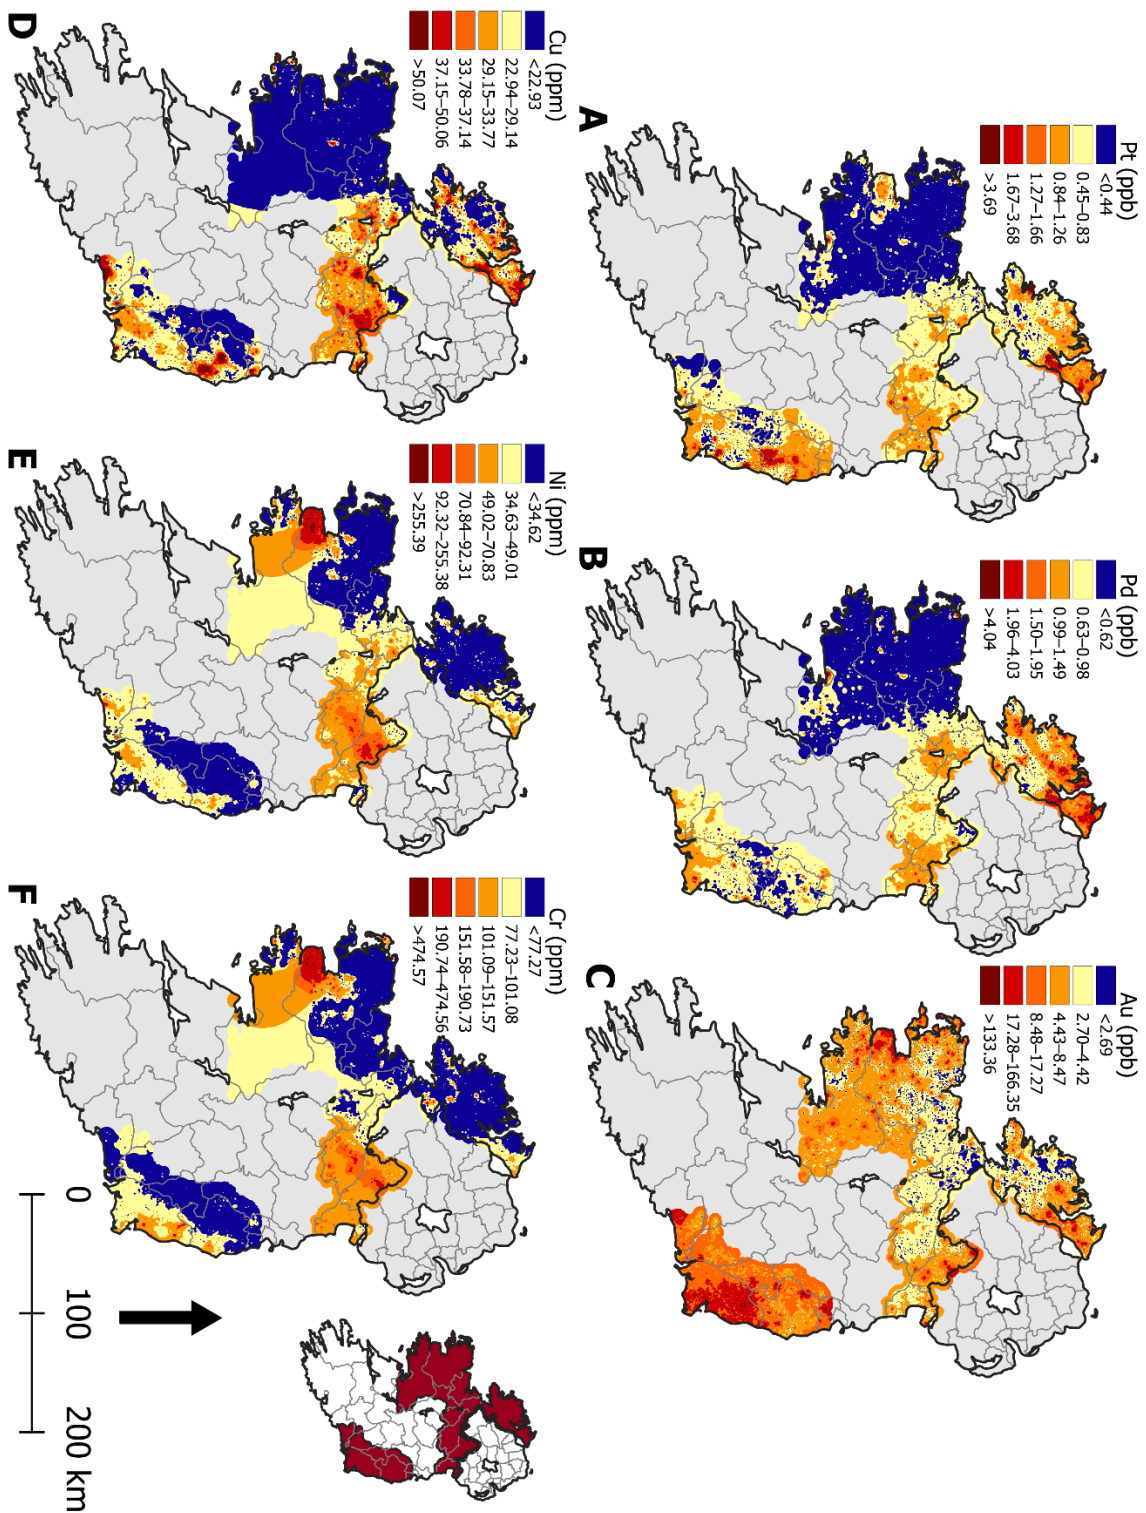 A
Pt (ppb)
<0.44
0.45–0.83
0.84–1.26
1.27–1.66
1.67–3.68
>3.69
B
Pd (ppb)
<0.62
0.63–0.98
0.99–1.49
1.50–1.95
1.96–4.03
>4.04
C
Au (ppb)
<2.69
2.70–4.42
4.43–8.47
8.48–17.27
17.28–166.35
>133.36
D
Cu (ppm)
<22.93
22.94–29.14
29.15–33.77
33.78–37.14
37.15–50.06
>50.07
E
Ni (ppm)
<34.62
34.63–49.01
49.02–70.83
70.84–92.31
92.32–255.38
>255.39
F
Cr (ppm)
<77.27
77.23–101.08
101.09–151.57
151.58–190.73
190.74–474.56
>474.57
0 100 200 km